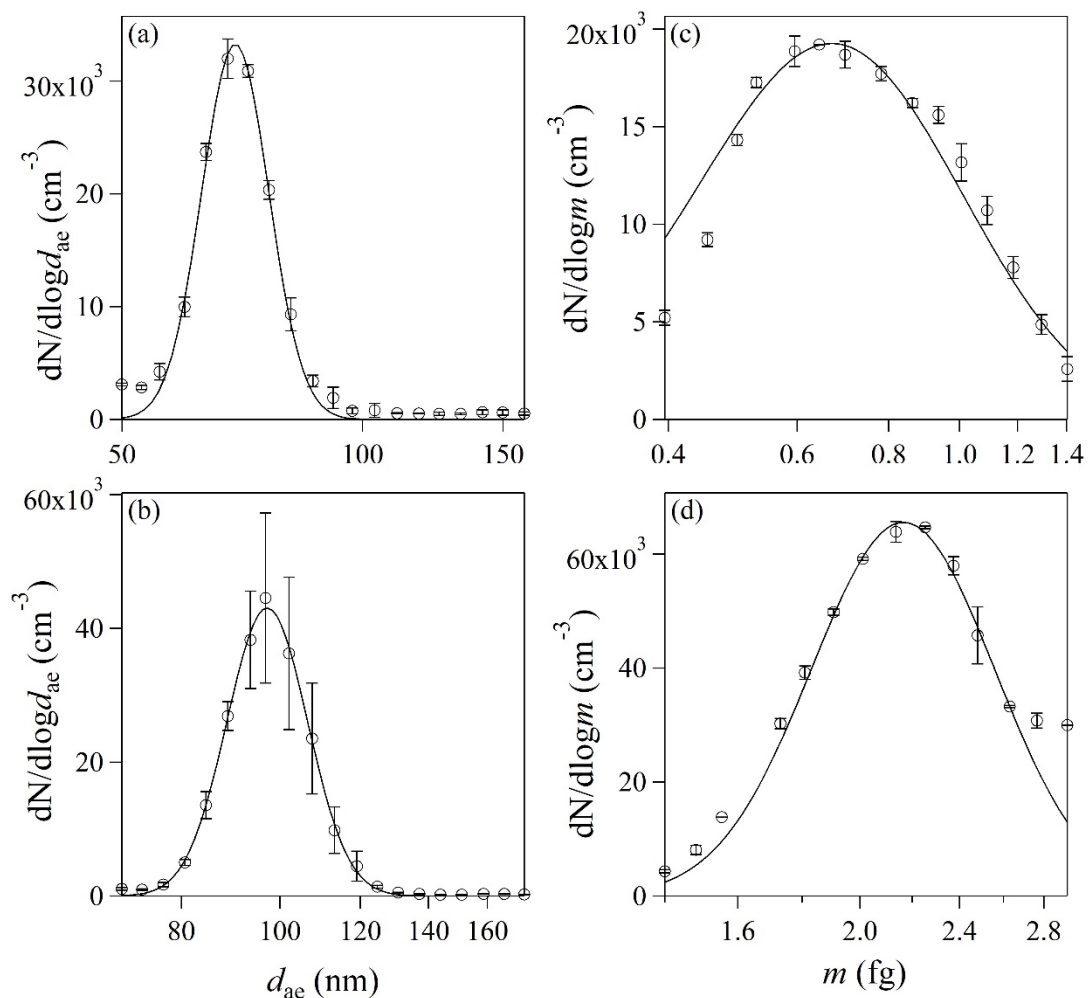 (a)
dN/dlogdae (cm-3)
30x10³
20
10
0
50
100
150
(c)
dN/dlogm (cm-3)
20x10³
15
10
5
0
0.4
0.6
0.8
1.0
1.2
1.4
(b)
dN/dlogdae (cm-3)
60x10³
40
20
0
80
100
120
140
160
dae (nm)
(d)
dN/dlogm (cm-3)
60x10³
40
20
0
1.6
2.0
2.4
2.8
m (fg)